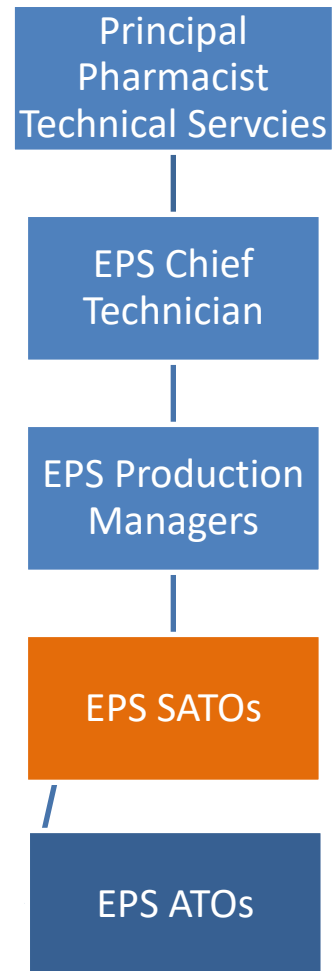 Principal
Pharmacist
Technical Servcies
EPS Chief
Technician
EPS Production
Managers
EPS SATOs
EPS ATOs